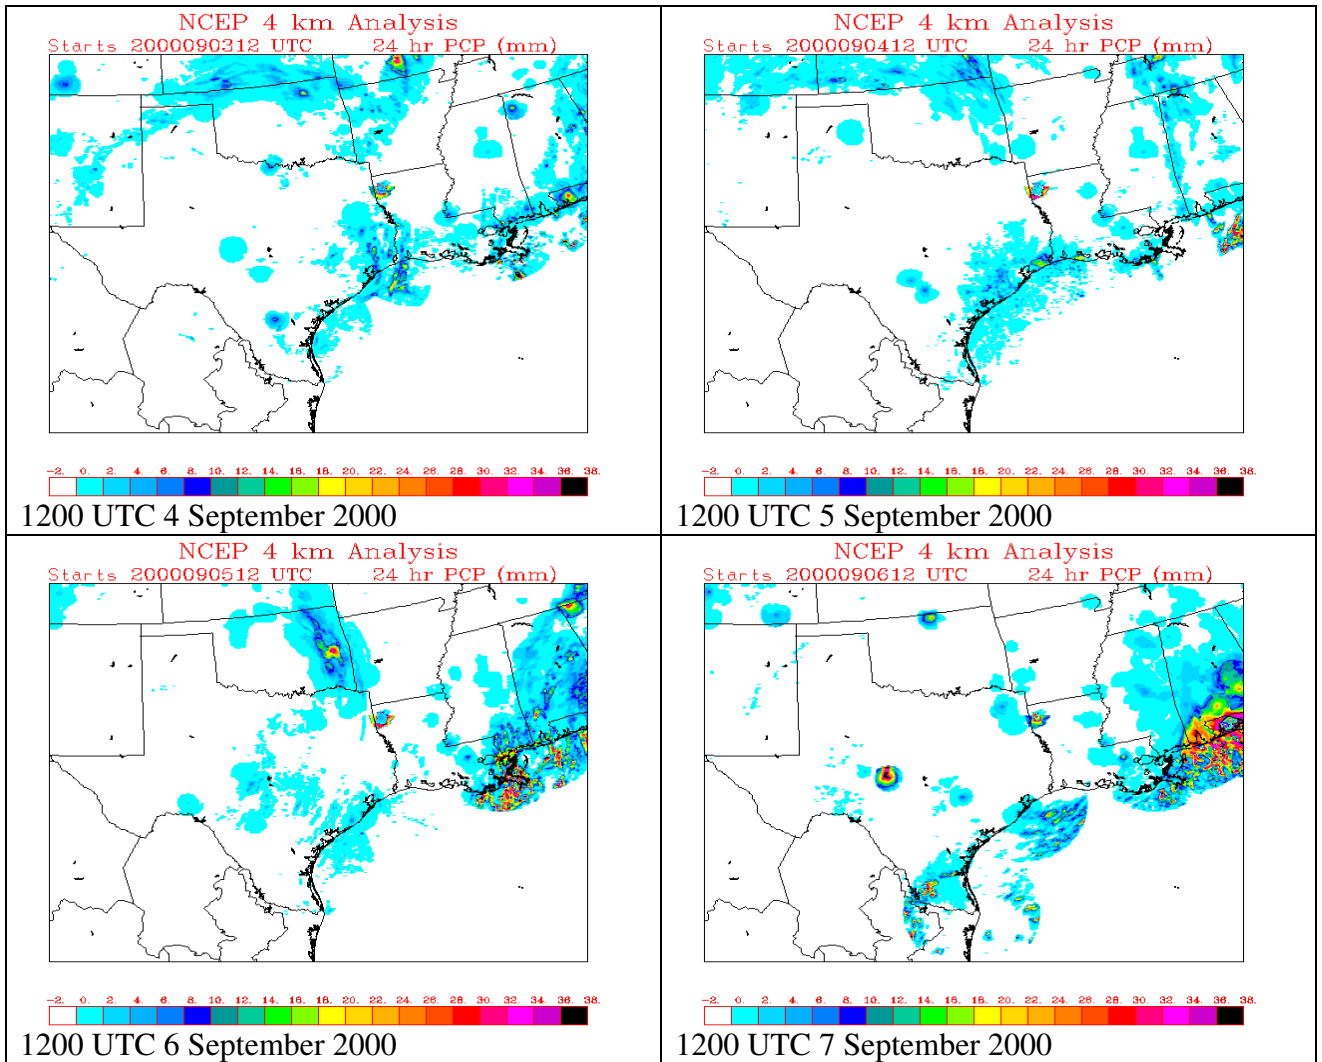 NCEP 4 km Analysis
Starts 2000090312 UTC 24 hr PCP (mm)
-2. 0. 2. 4. 6. 8. 10. 12. 14. 16. 18. 20. 22. 24. 26. 28. 30. 32. 34. 36. 38.
1200 UTC 4 September 2000
NCEP 4 km Analysis
Starts 2000090412 UTC 24 hr PCP (mm)
-2. 0. 2. 4. 6. 8. 10. 12. 14. 16. 18. 20. 22. 24. 26. 28. 30. 32. 34. 36. 38.
1200 UTC 5 September 2000
NCEP 4 km Analysis
Starts 2000090512 UTC 24 hr PCP (mm)
-2. 0. 2. 4. 6. 8. 10. 12. 14. 16. 18. 20. 22. 24. 26. 28. 30. 32. 34. 36. 38.
1200 UTC 6 September 2000
NCEP 4 km Analysis
Starts 2000090612 UTC 24 hr PCP (mm)
-2. 0. 2. 4. 6. 8. 10. 12. 14. 16. 18. 20. 22. 24. 26. 28. 30. 32. 34. 36. 38.
1200 UTC 7 September 2000